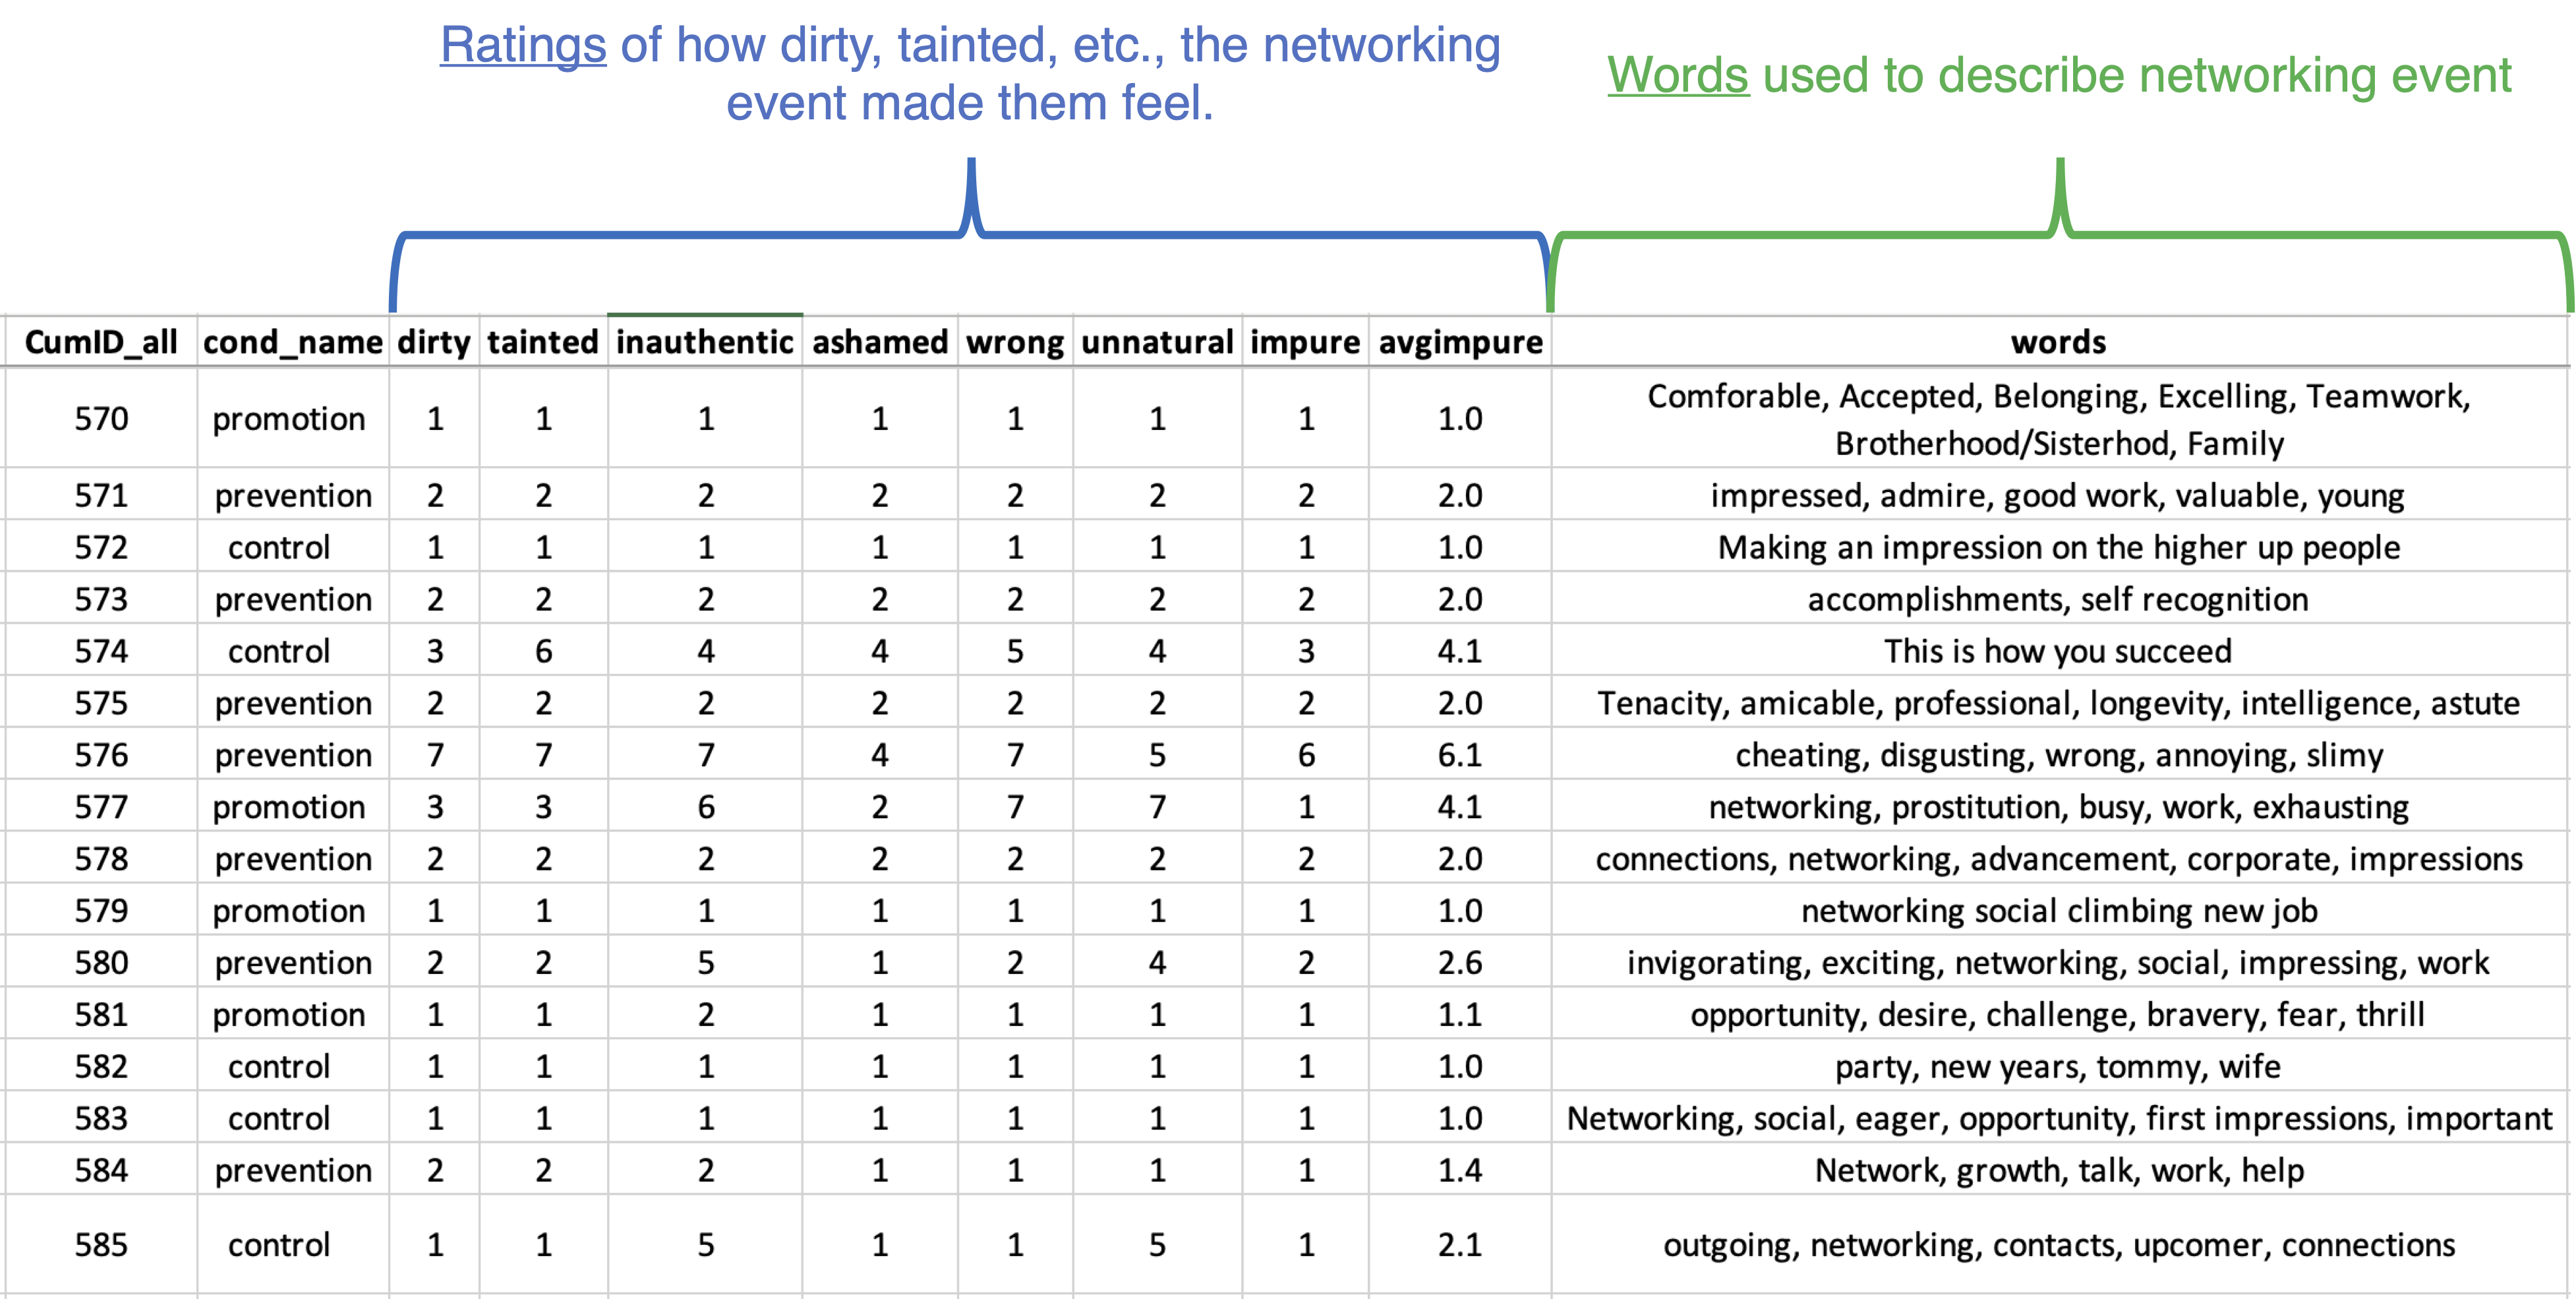 Ratings of how dirty, tainted, etc., the networking
event made them feel.
Words used to describe networking event
CumID_all cond_name dirty tainted inauthentic ashamed wrong unnatural impure avgimpure words
570 promotion 1 1 1 1 1 1 1 1.0 Comforable, Accepted, Belonging, Excelling, Teamwork,
Brotherhood/Sisterhod, Family
571 prevention 2 2 2 2 2 2 2 2.0 impressed, admire, good work, valuable, young
572 control 1 1 1 1 1 1 1 1.0 Making an impression on the higher up people
573 prevention 2 2 2 2 2 2 2 2.0 accomplishments, self recognition
574 control 3 6 4 4 5 4 3 4.1 This is how you succeed
575 prevention 2 2 2 2 2 2 2 2.0 Tenacity, amicable, professional, longevity, intelligence, astute
576 prevention 7 7 7 4 7 5 6 6.1 cheating, disgusting, wrong, annoying, slimy
577 promotion 3 3 6 2 7 7 1 4.1 networking, prostitution, busy, work, exhausting
578 prevention 2 2 2 2 2 2 2 2.0 connections, networking, advancement, corporate, impressions
579 promotion 1 1 1 1 1 1 1 1.0 networking social climbing new job
580 prevention 2 2 5 1 2 4 2 2.6 invigorating, exciting, networking, social, impressing, work
581 promotion 1 1 2 1 1 1 1 1.1 opportunity, desire, challenge, bravery, fear, thrill
582 control 1 1 1 1 1 1 1 1.0 party, new years, tommy, wife
583 control 1 1 1 1 1 1 1 1.0 Networking, social, eager, opportunity, first impressions, important
584 prevention 2 2 2 1 1 1 1 1.4 Network, growth, talk, work, help
585 control 1 1 5 1 1 5 1 2.1 outgoing, networking, contacts, upcomer, connections